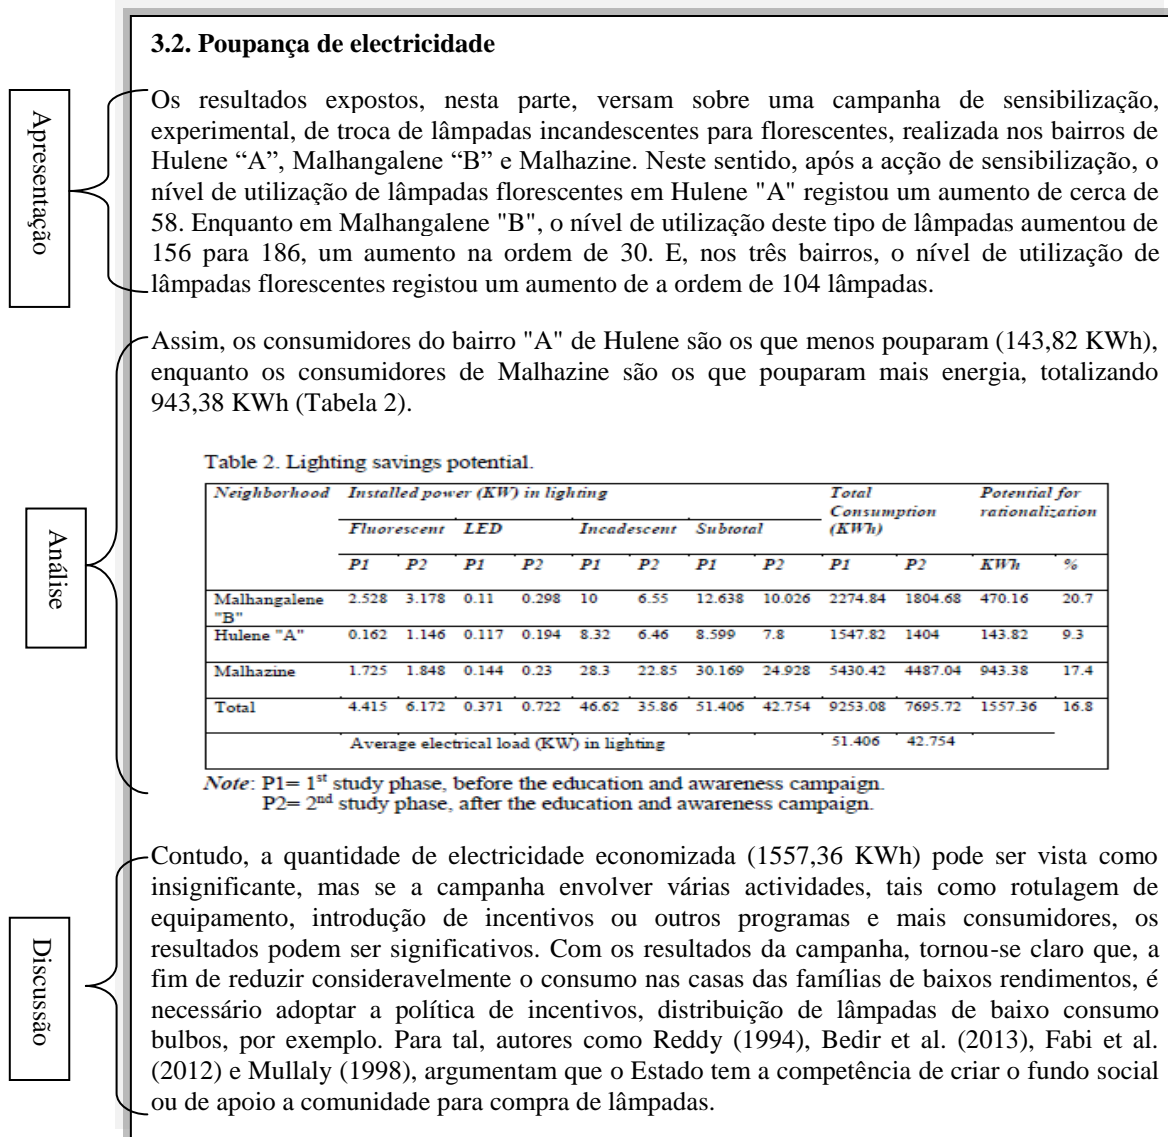 3.2. Poupança de electricidade
Apresentação
Os resultados expostos, nesta parte, versam sobre uma campanha de sensibilização,
experimental, de troca de lâmpadas incandescentes para florescentes, realizada nos bairros de
Hulene “A”, Malhangalene “B” e Malhazine. Neste sentido, após a acção de sensibilização, o
nível de utilização de lâmpadas florescentes em Hulene "A" registou um aumento de cerca de
58. Enquanto em Malhangalene "B", o nível de utilização deste tipo de lâmpadas aumentou de
156 para 186, um aumento na ordem de 30. E, nos três bairros, o nível de utilização de
lâmpadas florescentes registou um aumento de a ordem de 104 lâmpadas.
Análise
Assim, os consumidores do bairro "A" de Hulene são os que menos pouparam (143,82 KWh),
enquanto os consumidores de Malhazine são os que pouparam mais energia, totalizando
943,38 KWh (Tabela 2).
Table 2. Lighting savings potential.
Neighborhood Installed power (KW) in lighting Total Potential for
Consumption rationalization
Fluorescent LED Incadescent Subtotal (KWh)
P1 P2 P1 P2 P1 P2 P1 P2 P1 P2 KWh %
Malhangalene 2.528 3.178 0.11 0.298 10 6.55 12.638 10.026 2274.84 1804.68 470.16 20.7
"B"
Hulene "A" 0.162 1.146 0.117 0.194 8.32 6.46 8.599 7.8 1547.82 1404 143.82 9.3
Malhazine 1.725 1.848 0.144 0.23 28.3 22.85 30.169 24.928 5430.42 4487.04 943.38 17.4
Total 4.415 6.172 0.371 0.722 46.62 35.86 51.406 42.754 9253.08 7695.72 1557.36 16.8
Average electrical load (KW) in lighting 51.406 42.754
Note: P1= 1st study phase, before the education and awareness campaign.
P2= 2nd study phase, after the education and awareness campaign.
Discussão
Contudo, a quantidade de electricidade economizada (1557,36 KWh) pode ser vista como
insignificante, mas se a campanha envolver várias actividades, tais como rotulagem de
equipamento, introdução de incentivos ou outros programas e mais consumidores, os
resultados podem ser significativos. Com os resultados da campanha, tornou-se claro que, a
fim de reduzir consideravelmente o consumo nas casas das famílias de baixos rendimentos, é
necessário adoptar a política de incentivos, distribuição de lâmpadas de baixo consumo
bulbos, por exemplo. Para tal, autores como Reddy (1994), Bedir et al. (2013), Fabi et al.
(2012) e Mullaly (1998), argumentam que o Estado tem a competência de criar o fundo social
ou de apoio a comunidade para compra de lâmpadas.